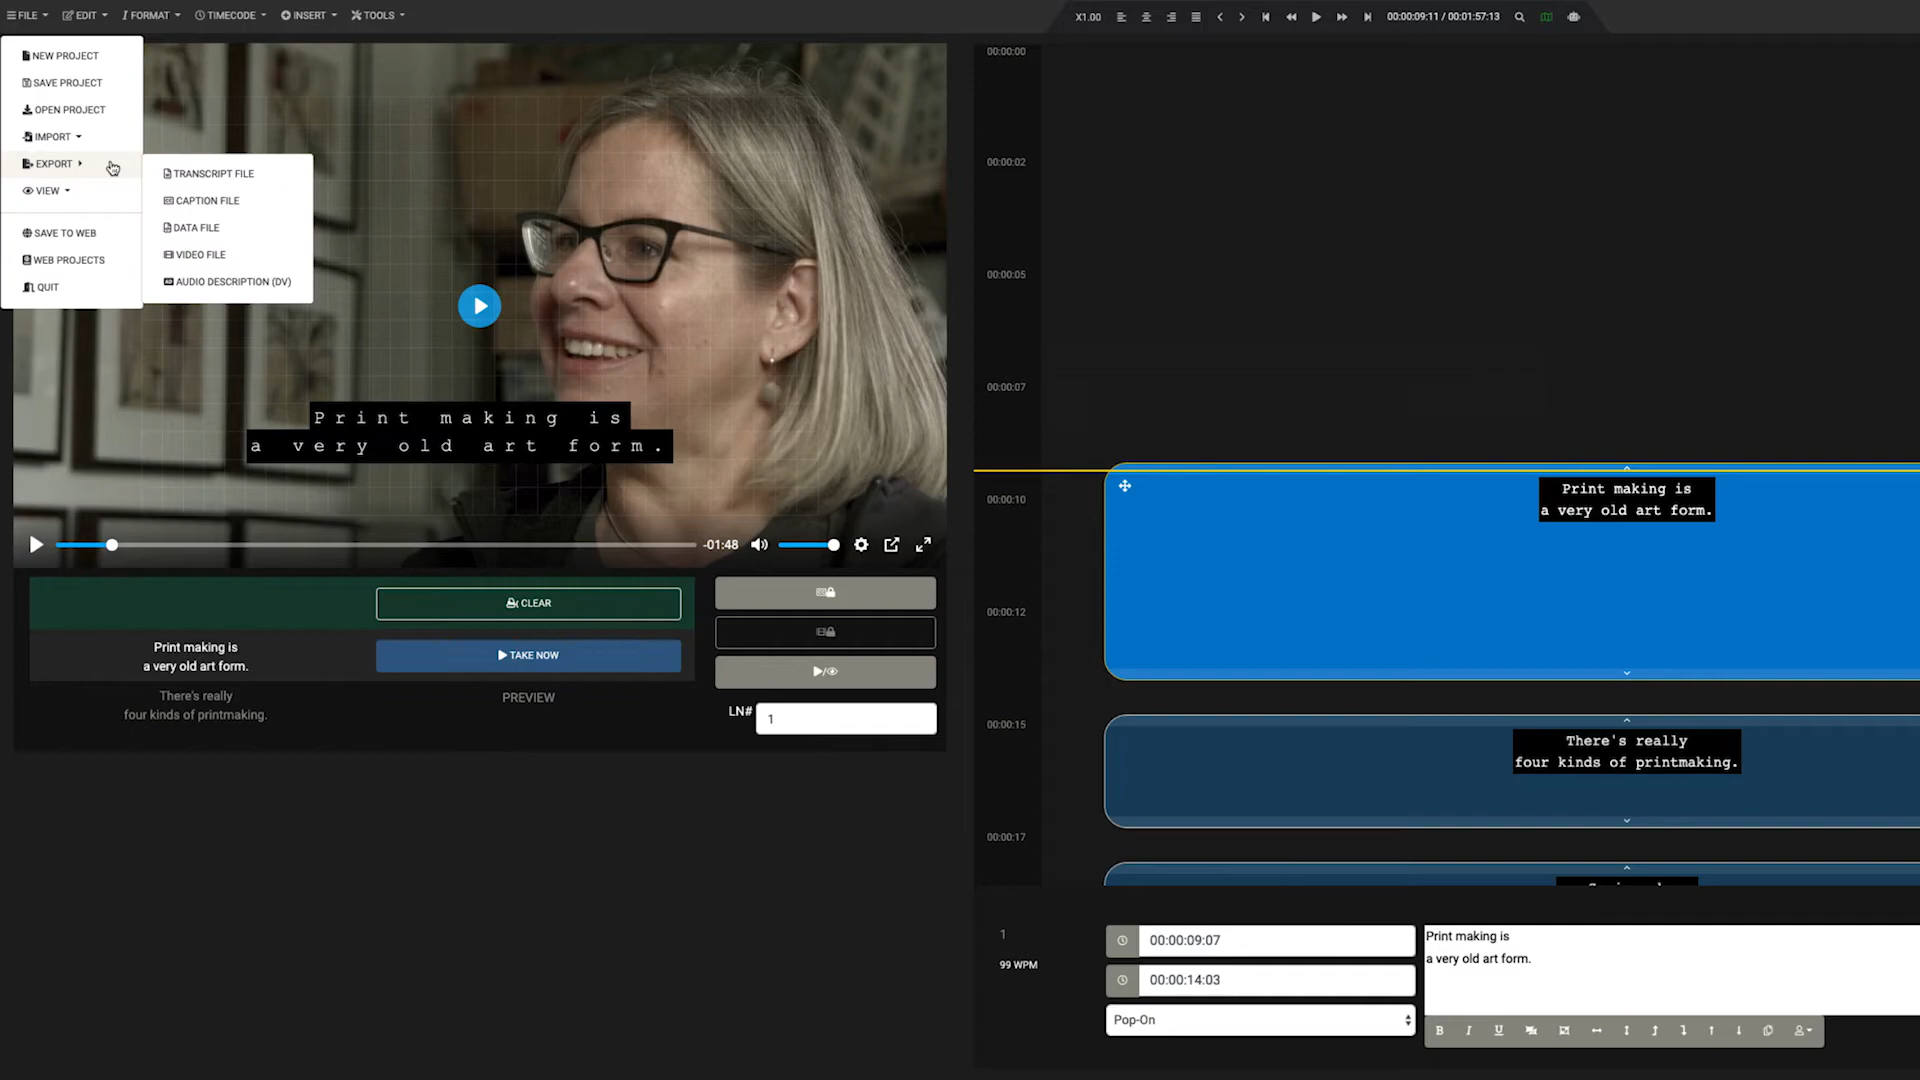 FILE EDIT FORMAT TIMECODE INSERT TOOLS
X1.00 00:00:09:11 / 00:01:57:13
NEW PROJECT
SAVE PROJECT
OPEN PROJECT
IMPORT
EXPORT
VIEW
SAVE TO WEB
WEB PROJECTS
QUIT
TRANSCRIPT FILE
CAPTION FILE
DATA FILE
VIDEO FILE
AUDIO DESCRIPTION (DV)
Print making is
a very old art form.
-01:48
CLEAR
Print making is
a very old art form.
TAKE NOW
There's really
four kinds of printmaking.
PREVIEW
LN# 1
00:00:00
00:00:02
00:00:05
00:00:07
00:00:10
00:00:12
00:00:15
00:00:17
Print making is
a very old art form.
There's really
four kinds of printmaking.
1
99 WPM
00:00:09:07
00:00:14:03
Pop-On
Print making is
a very old art form.
B I U